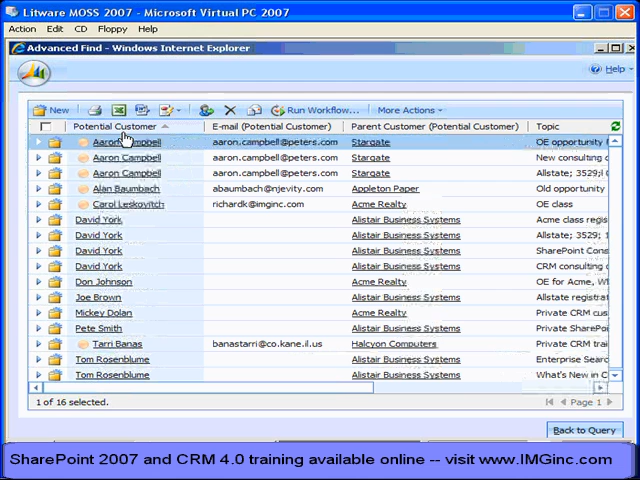 Litware MOSS 2007 - Microsoft Virtual PC 2007
Action Edit CD Floppy Help
Advanced Find - Windows Internet Explorer
Help
New Run Workflow... More Actions
Potential Customer E-mail (Potential Customer) Parent Customer (Potential Customer) Topic
Aaron Campbell aaron.campbell@peters.com Stargate OE opportunity
Aaron Campbell aaron.campbell@peters.com Stargate New consulting
Aaron Campbell aaron.campbell@peters.com Stargate Allstate; 3529;
Alan Baumbach abaumbach@njevity.com Appleton Paper Old opportunity
Carol Leskovitch richardk@imginc.com Acme Realty OE class
David York Alistair Business Systems Acme class regis
David York Alistair Business Systems Allstate; 3529;
David York Alistair Business Systems SharePoint Cons
David York Alistair Business Systems CRM consulting
Don Johnson Acme Realty OE for Acme, W
Joe Brown Alistair Business Systems Allstate registrat
Mickey Dolan Acme Realty Private CRM cus
Pete Smith Alistair Business Systems Private SharePoi
Tarri Banas banastarri@co.kane.il.us Halcyon Computers Private CRM trai
Tom Rosenblume Alistair Business Systems Enterprise Searc
Tom Rosenblume Alistair Business Systems What's New in C
1 of 16 selected. Page 1
Back to Query
SharePoint 2007 and CRM 4.0 training available online -- visit www.IMGinc.com